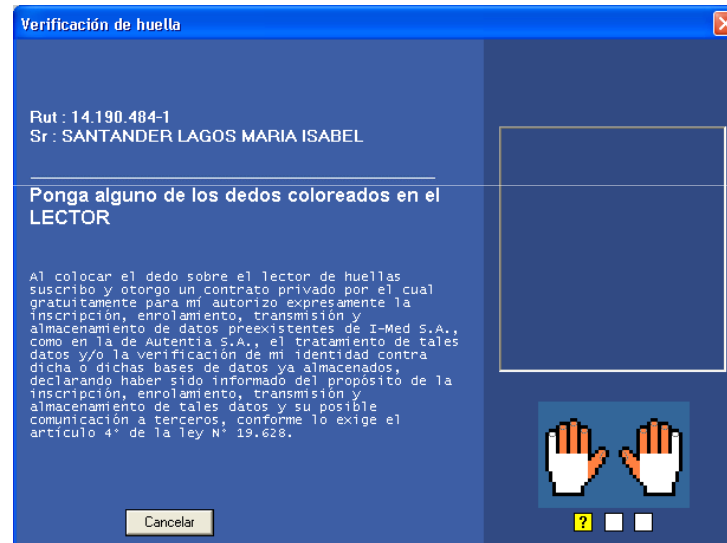 Verificación de huella
Rut : 14.190.484-1
Sr : SANTANDER LAGOS MARIA ISABEL
Ponga alguno de los dedos coloreados en el
LECTOR
Al colocar el dedo sobre el lector de huellas
suscribo y otorgo un contrato privado por el cual
gratuitamente para mí autorizo expresamente la
inscripción, enrolamiento, transmisión y
almacenamiento de datos preexistentes de I-Med S.A.,
como en la de Autentia S.A., el tratamiento de tales
datos y/o la verificación de mi identidad contra
dicha o dichas bases de datos ya almacenados,
declarando haber sido informado del propósito de la
inscripción, enrolamiento, transmisión y
almacenamiento de tales datos y su posible
comunicación a terceros, conforme lo exige el
artículo 4° de la ley N° 19.628.
Cancelar
?